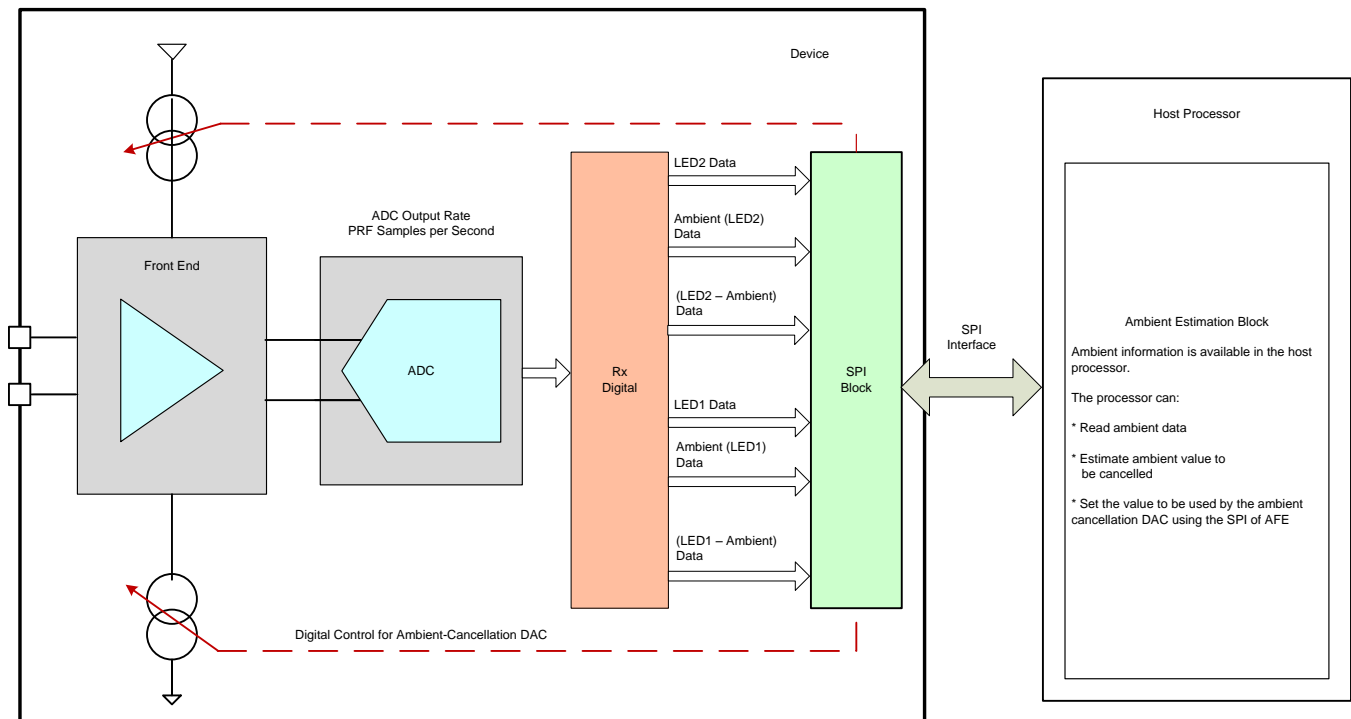 Device
Host Processor
ADC Output Rate
PRF Samples per Second
Front End
ADC
Rx
Digital
LED2 Data
Ambient (LED2)
Data
(LED2 – Ambient)
Data
LED1 Data
Ambient (LED1)
Data
(LED1 – Ambient)
Data
SPI
Block
SPI
Interface
Ambient Estimation Block
Ambient information is available in the host
processor.
The processor can:
* Read ambient data
* Estimate ambient value to
be cancelled
* Set the value to be used by the ambient
cancellation DAC using the SPI of AFE
Digital Control for Ambient-Cancellation DAC